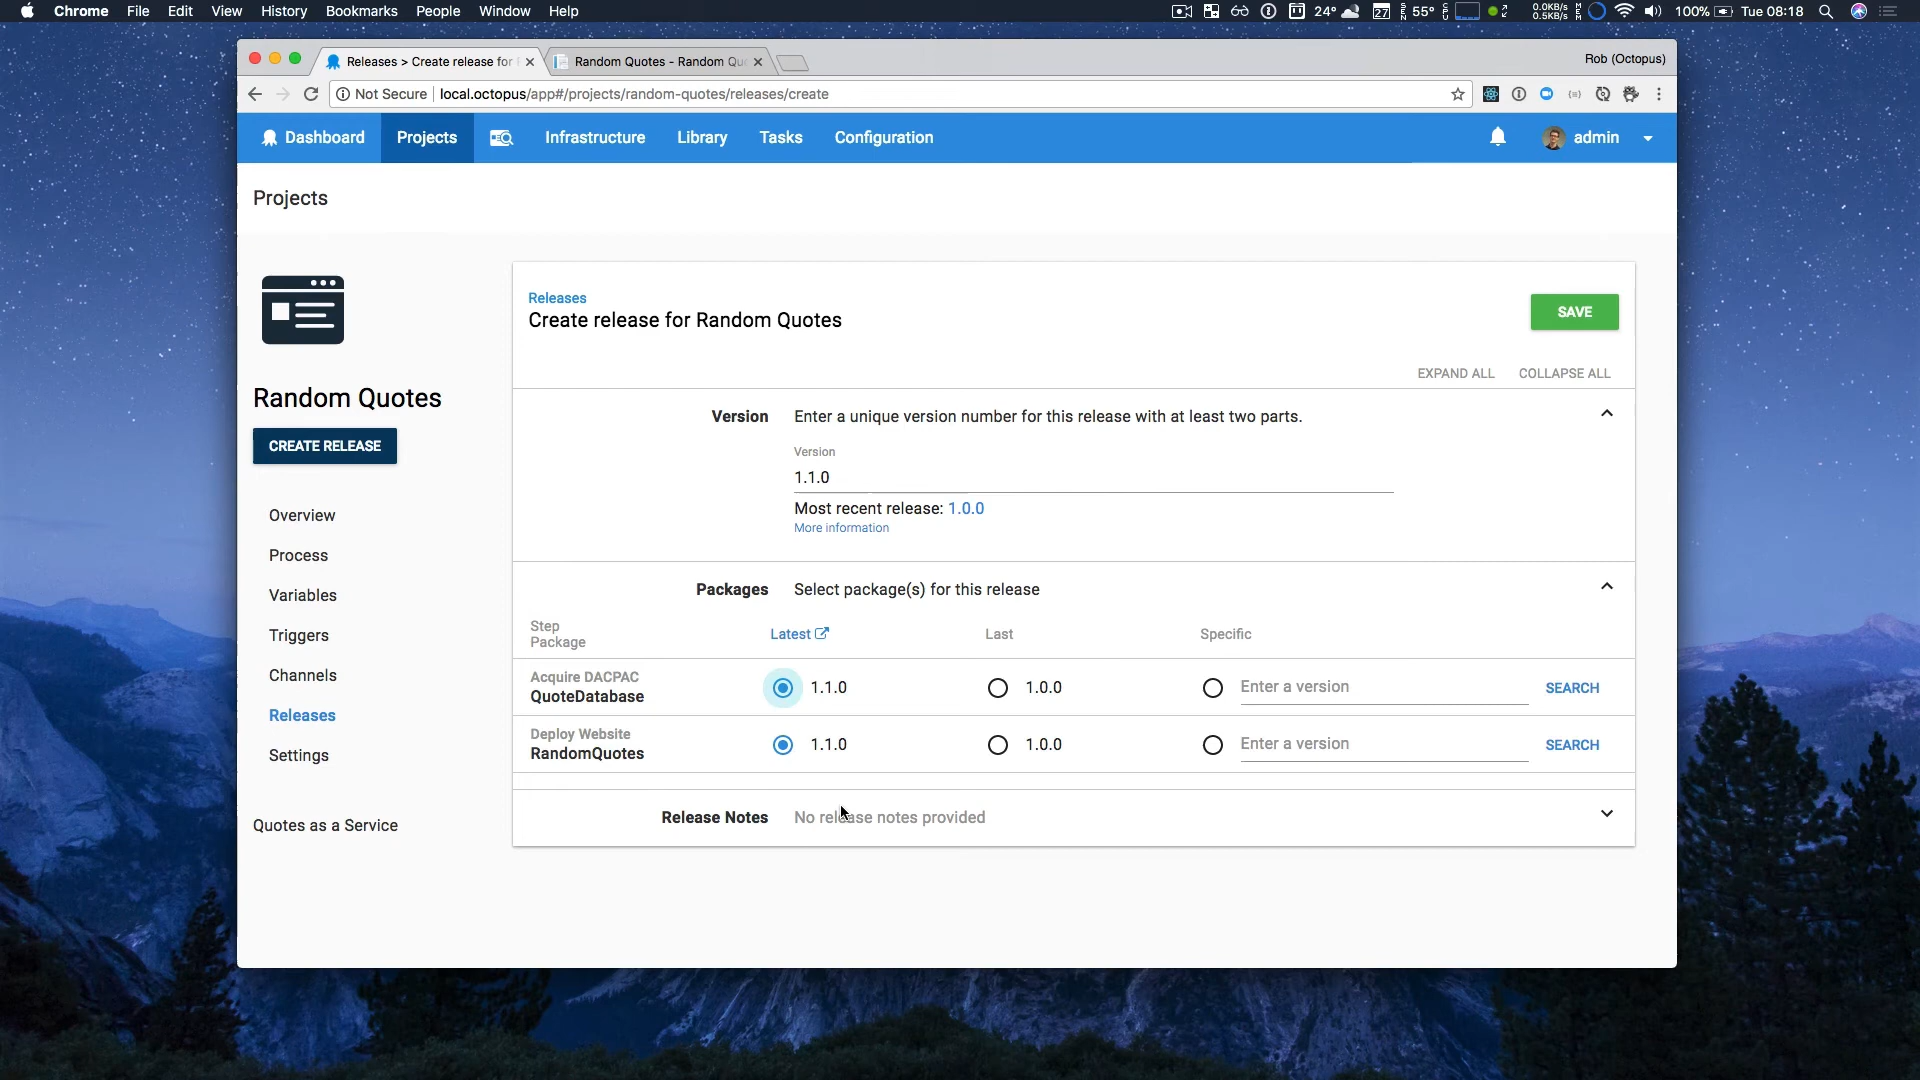 Chrome File Edit View History Bookmarks People Window Help 24° 27 55° 0.0KB/s 0.5KB/s 100% Tue 08:18
Releases > Create release for Random Quotes - Random Qu Rob (Octopus)
Not Secure local.octopus/app#/projects/random-quotes/releases/create
Dashboard Projects Infrastructure Library Tasks Configuration admin
Projects
Releases
Create release for Random Quotes
SAVE
EXPAND ALL COLLAPSE ALL
Random Quotes
CREATE RELEASE
Overview
Process
Variables
Triggers
Channels
Releases
Settings
Quotes as a Service
Version Enter a unique version number for this release with at least two parts.
Version
1.1.0
Most recent release: 1.0.0
More information
Packages Select package(s) for this release
Step
Package
Latest Last Specific
Acquire DACPAC
QuoteDatabase 1.1.0 1.0.0 Enter a version SEARCH
Deploy Website
RandomQuotes 1.1.0 1.0.0 Enter a version SEARCH
Release Notes No release notes provided